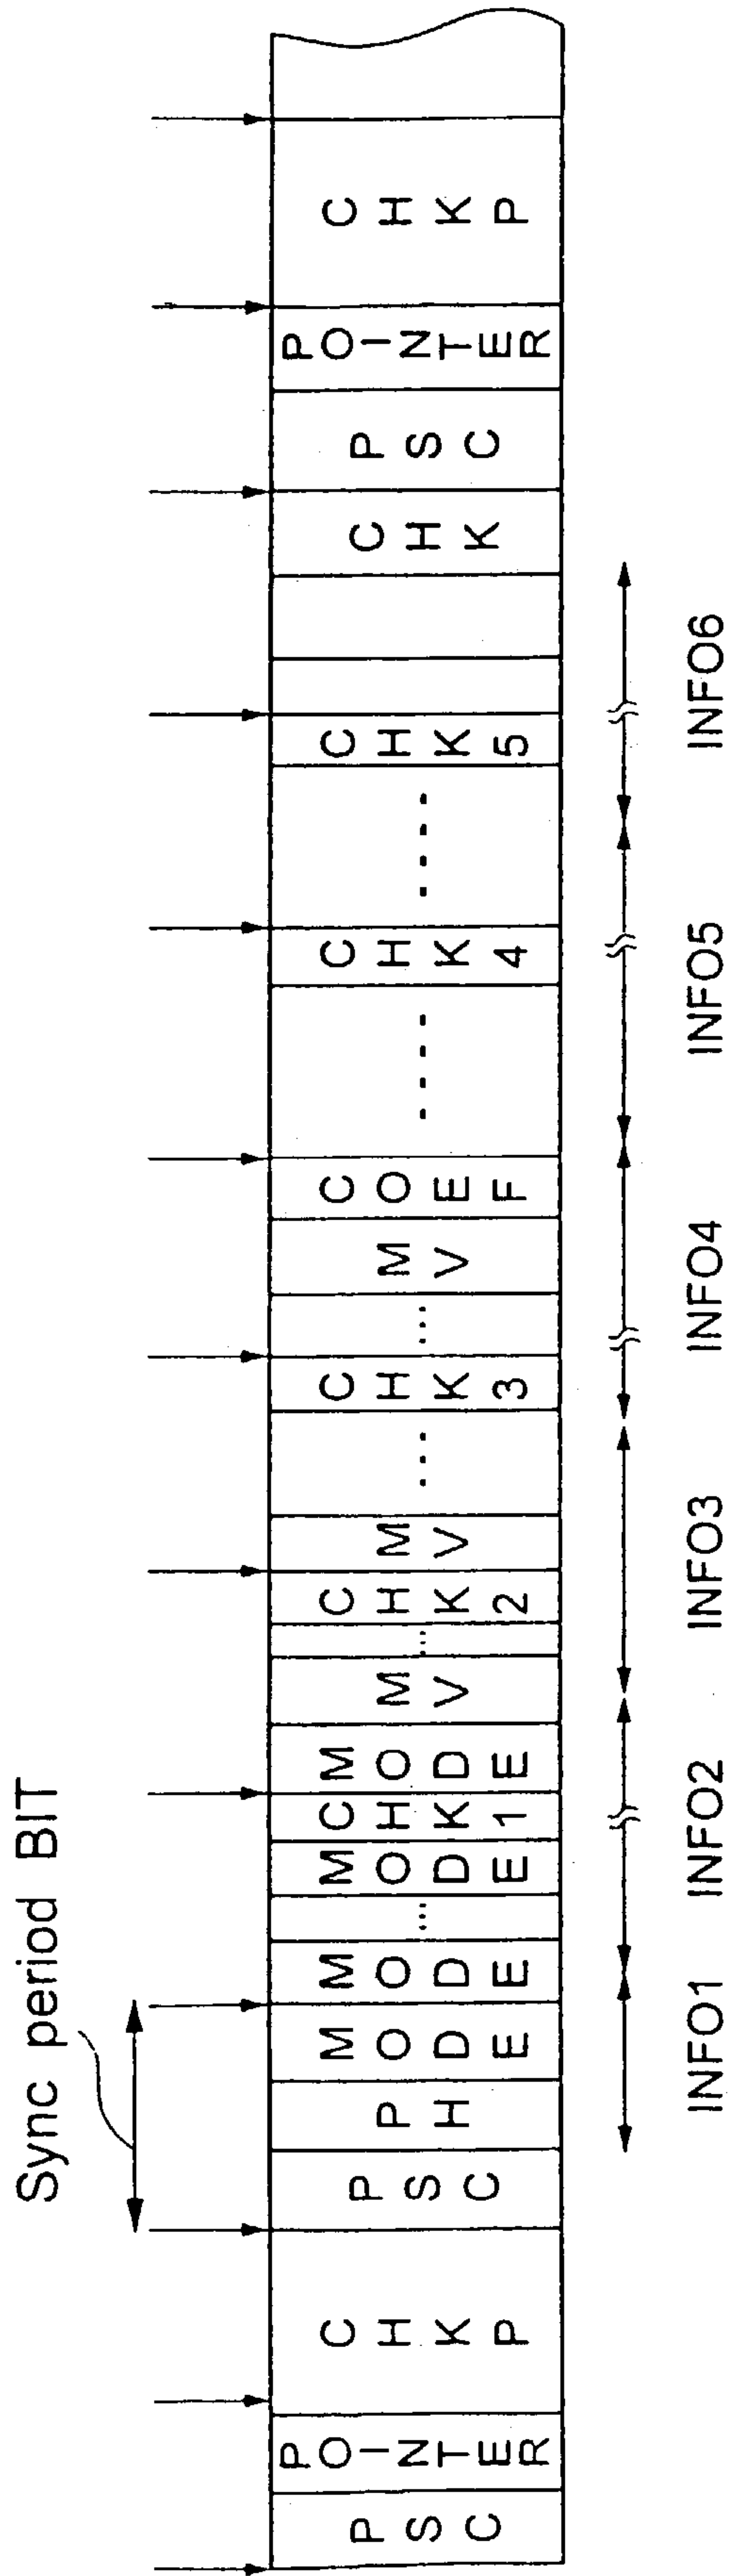 Sync period BIT
PSC
POINTER
CHKP
PSC
PH
MODE
MODE
...
MODE
CHK1
MODE
MV
...
CHK2
MV
...
CHK3
...
MV
COEF
....
CHK4
....
CHK5
CHK
PSC
POINTER
CHKP
INFO1
INFO2
INFO3
INFO4
INFO5
INFO6